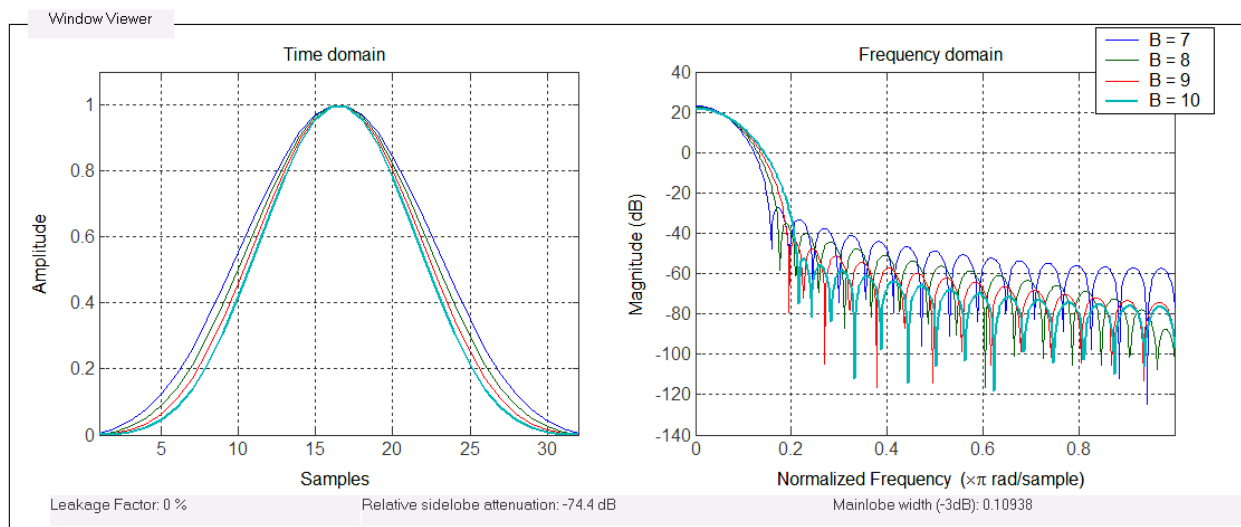 Window Viewer
Time domain
Amplitude
1
0.8
0.6
0.4
0.2
0
5
10
15
20
25
30
Samples
Frequency domain
B = 7
B = 8
B = 9
B = 10
Magnitude (dB)
40
20
0
-20
-40
-60
-80
-100
-120
-140
0
0.2
0.4
0.6
0.8
Normalized Frequency (×π rad/sample)
Leakage Factor: 0 %
Relative sidelobe attenuation: -74.4 dB
Mainlobe width (-3dB): 0.10938